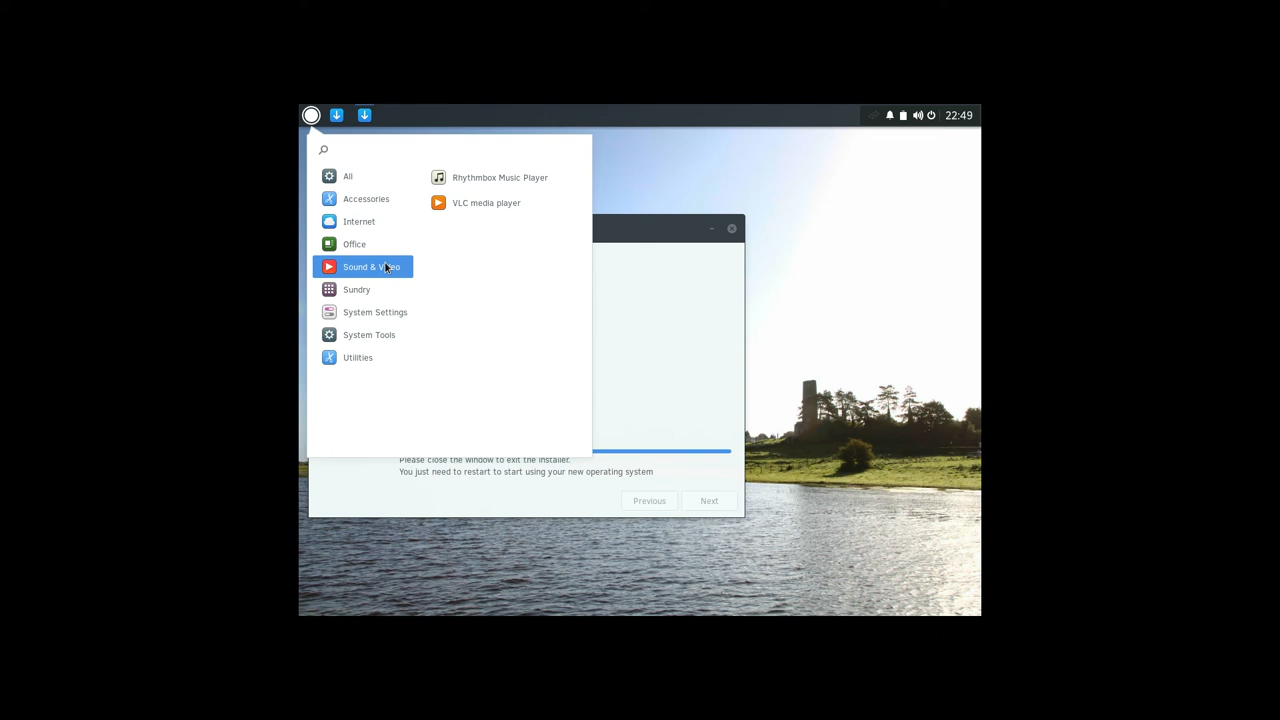 22:49
All
Accessories
Internet
Office
Sound & Video
Sundry
System Settings
System Tools
Utilities
Rhythmbox Music Player
VLC media player
Please close the window to exit the installer.
You just need to restart to start using your new operating system
Previous
Next